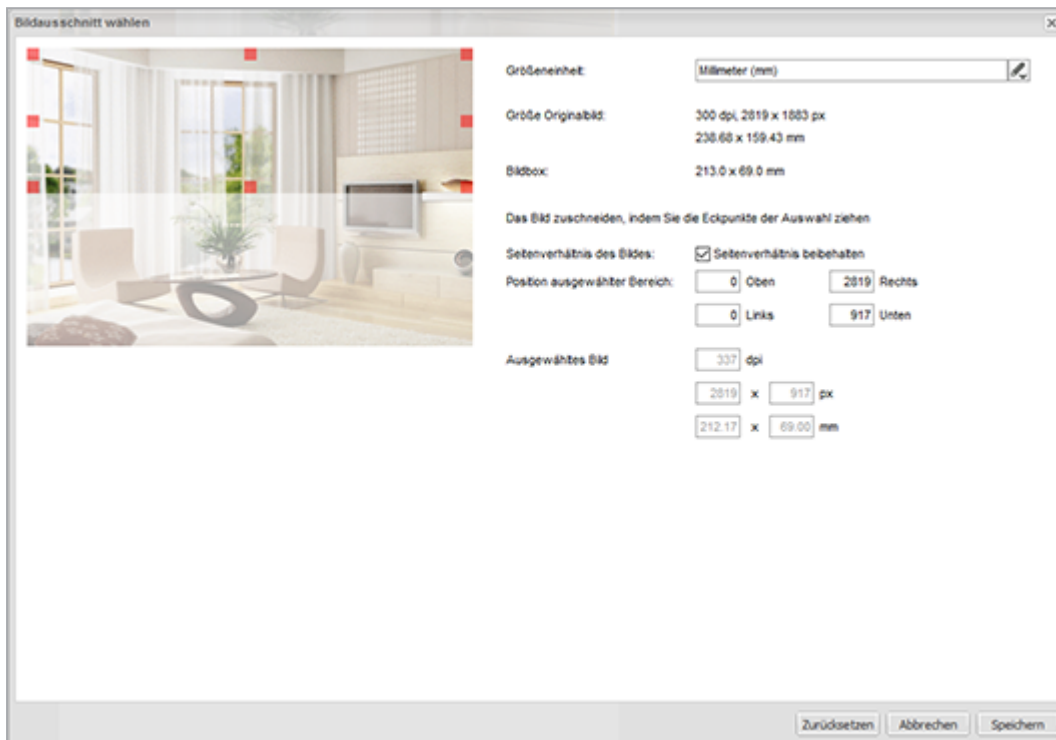 Bildausschnitt wählen
Größeneinheit: Millimeter (mm)
Größe Originalbild: 300 dpi, 2819 x 1883 px
238.68 x 159.43 mm
Bildbox: 213.0 x 69.0 mm
Das Bild zuschneiden, indem Sie die Eckpunkte der Auswahl ziehen
Seitenverhältnis des Bildes: Seitenverhältnis beibehalten
Position ausgewählter Bereich: 0 Oben 2819 Rechts
0 Links 917 Unten
Ausgewähltes Bild 337 dpi
2819 x 917 px
212.17 x 69.00 mm
Zurücksetzen Abbrechen Speichern